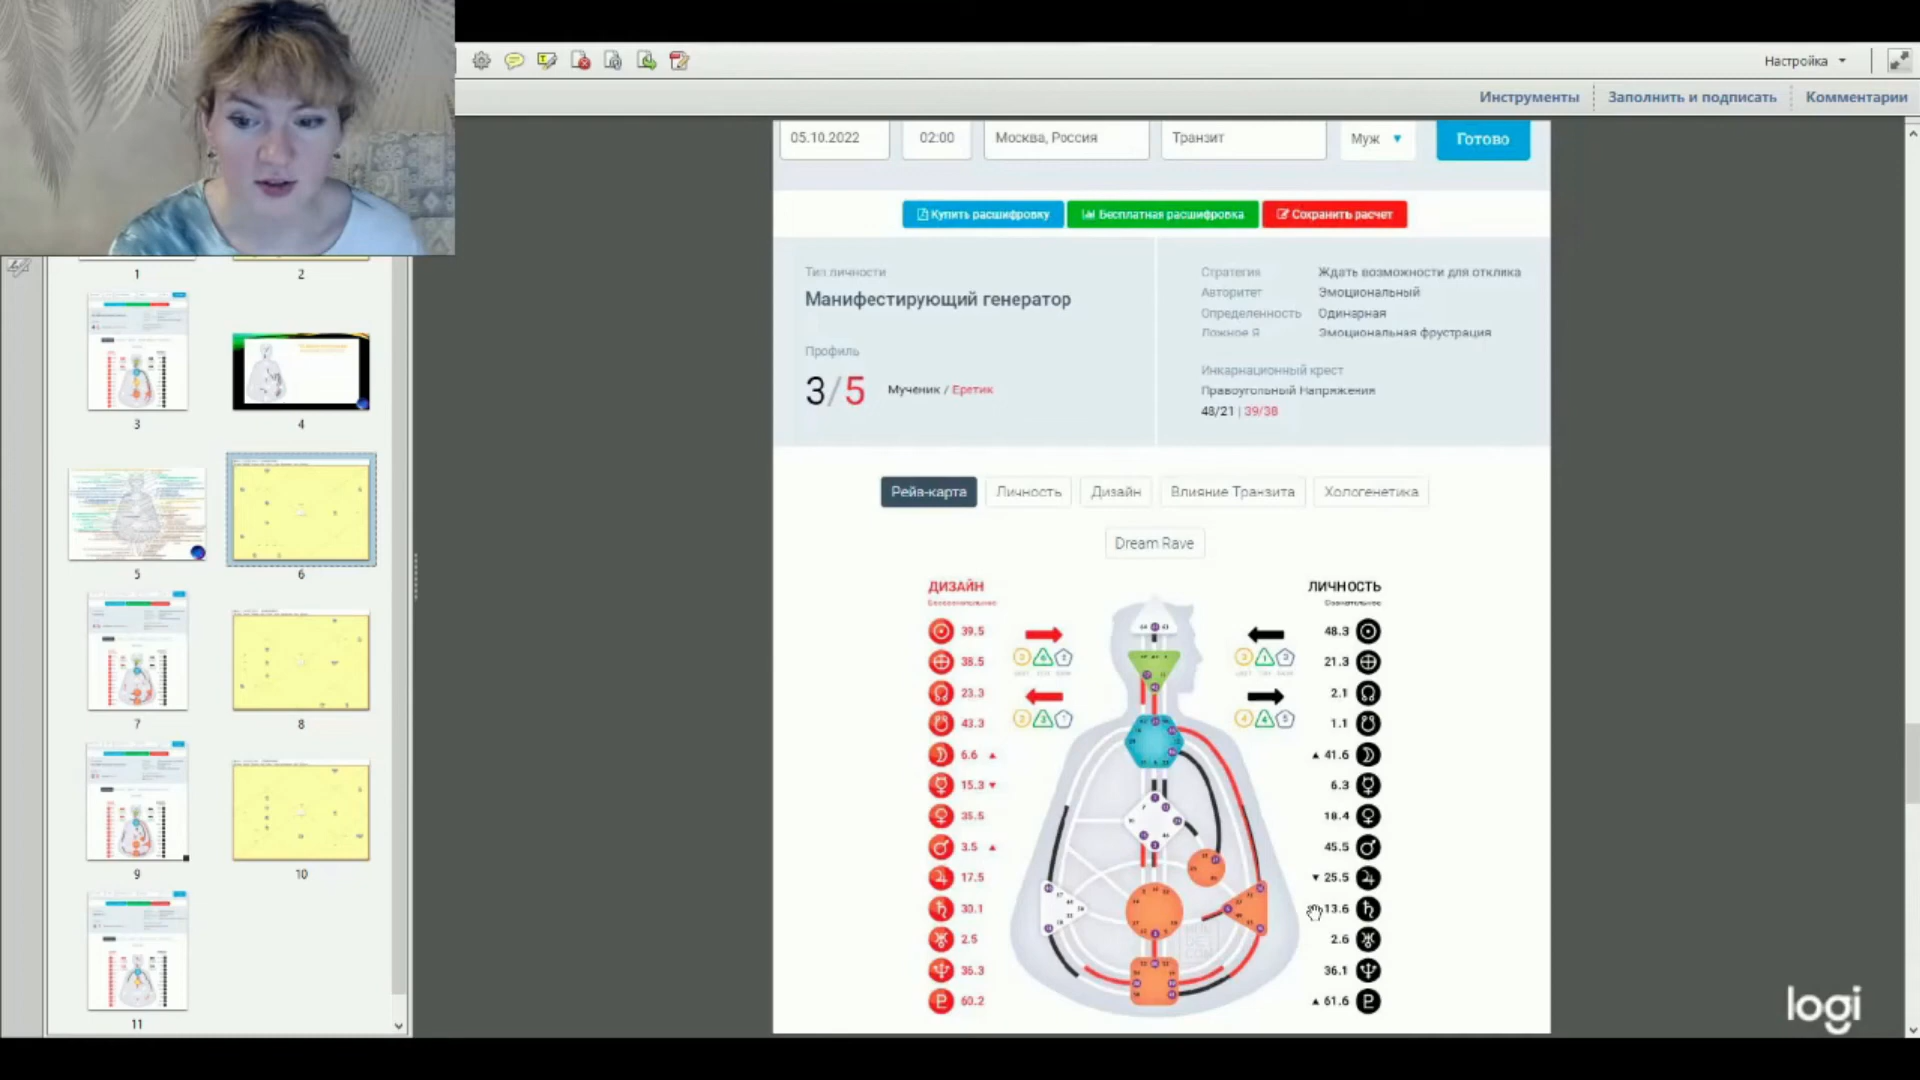 Настройка
Инструменты
Заполнить и подписать
Комментарии
05.10.2022
02:00
Москва, Россия
Транзит
Муж
Готово
Купить расшифровку
Бесплатная расшифровка
Сохранить расчет
Тип личности
Манифестирующий генератор
Профиль
3/5 Мученик / Еретик
Стратегия Ждать возможности для отклика
Авторитет Эмоциональный
Определенность Одинарная
Ложное Я Эмоциональная фрустрация
Инкарнационный крест
Правоугольный Напряжения
48/21 | 39/38
Рейв-карта
Личность
Дизайн
Влияние Транзита
Хологенетика
Dream Rave
ДИЗАЙН
Бессознательное
39.5
38.5
23.3
43.3
6.6
15.3
35.5
3.5
17.5
30.1
2.5
36.3
60.2
ЛИЧНОСТЬ
Сознательное
48.3
21.3
2.1
1.1
41.6
6.3
18.4
45.5
25.5
13.6
2.6
36.1
61.6
1
2
3
4
5
6
7
8
9
10
11
logi